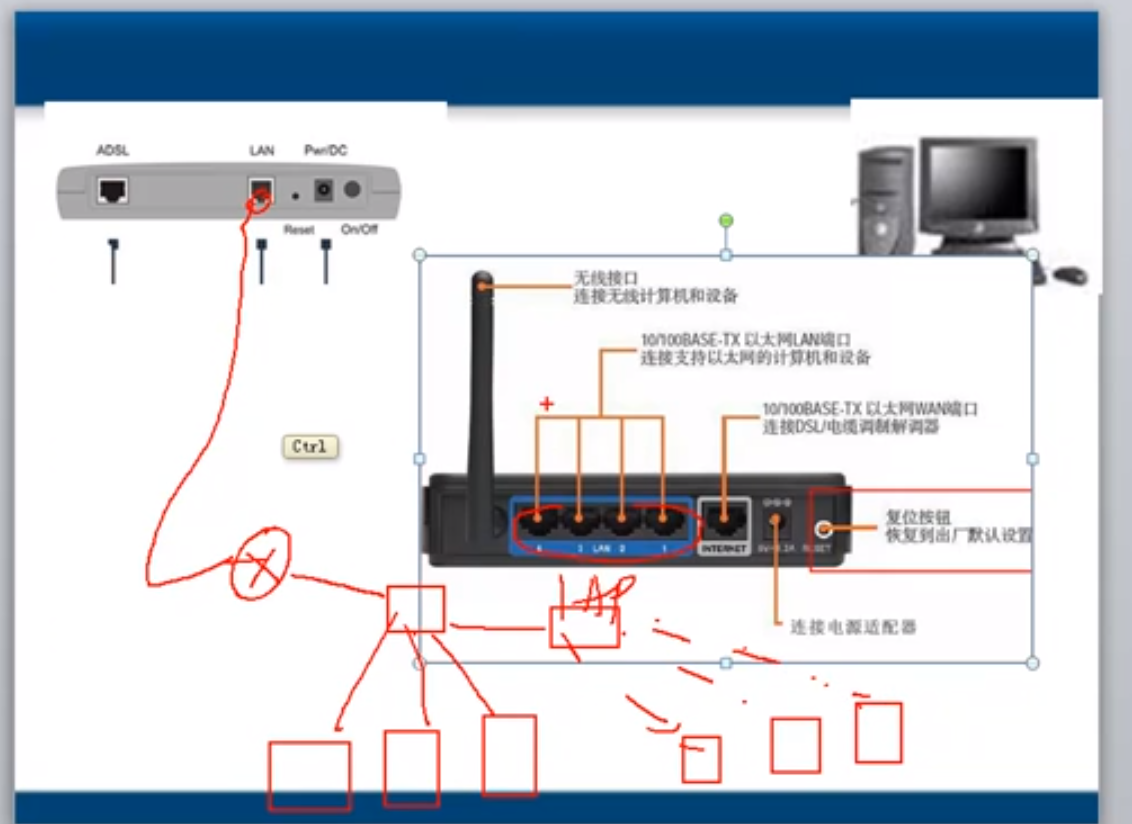 ADSL
LAN
Pwr/DC
Reset
On/Off
无线接口
连接无线计算机和设备
10/100BASE-TX 以太网LAN端口
连接支持以太网的计算机和设备
10/100BASE-TX 以太网WAN端口
连接DSL/电缆调制解调器
Ctrl
复位按钮
恢复到出厂默认设置
4 3 LAN 2 1
INTERNET
RESET
AP
连接电源适配器